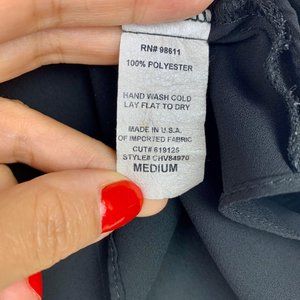 RN# 98611
100% POLYESTER
HAND WASH COLD
LAY FLAT TO DRY
MADE IN U.S.A.
OF IMPORTED FABRIC
CUT# 619125
STYLE# CHV84970
MEDIUM